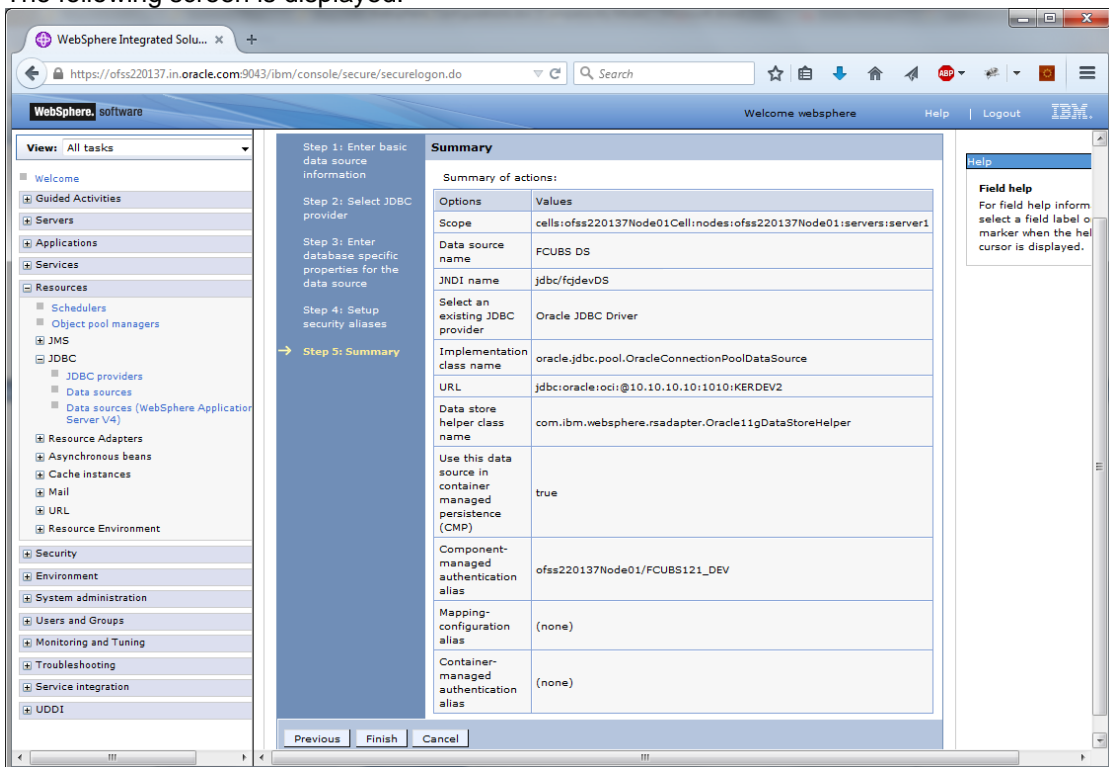 The following screen is displayed:
WebSphere Integrated Solu... × +
https://ofss220137.in.oracle.com:9043/ibm/console/secure/securelogon.do
Search
ABP
WebSphere. software
Welcome websphere
Help | Logout
IBM.
View: All tasks
Welcome
Guided Activities
Servers
Applications
Services
Resources
Schedulers
Object pool managers
JMS
JDBC
JDBC providers
Data sources
Data sources (WebSphere Application
Server V4)
Resource Adapters
Asynchronous beans
Cache instances
Mail
URL
Resource Environment
Security
Environment
System administration
Users and Groups
Monitoring and Tuning
Troubleshooting
Service integration
UDDI
Step 1: Enter basic
data source
information
Step 2: Select JDBC
provider
Step 3: Enter
database specific
properties for the
data source
Step 4: Setup
security aliases
→ Step 5: Summary
Summary
Summary of actions:
Options Values
Scope cells:ofss220137Node01Cell:nodes:ofss220137Node01:servers:server1
Data source
name
FCUBS DS
JNDI name jdbc/fcjdevDS
Select an
existing JDBC
provider
Oracle JDBC Driver
Implementation
class name
oracle.jdbc.pool.OracleConnectionPoolDataSource
URL jdbc:oracle:oci:@10.10.10.10:1010:KERDEV2
Data store
helper class
name
com.ibm.websphere.rsadapter.Oracle11gDataStoreHelper
Use this data
source in
container
managed
persistence
(CMP)
true
Component-
managed
authentication
alias
ofss220137Node01/FCUBS121_DEV
Mapping-
configuration
alias
(none)
Container-
managed
authentication
alias
(none)
Previous Finish Cancel
Help
Field help
For field help inform
select a field label o
marker when the hel
cursor is displayed.